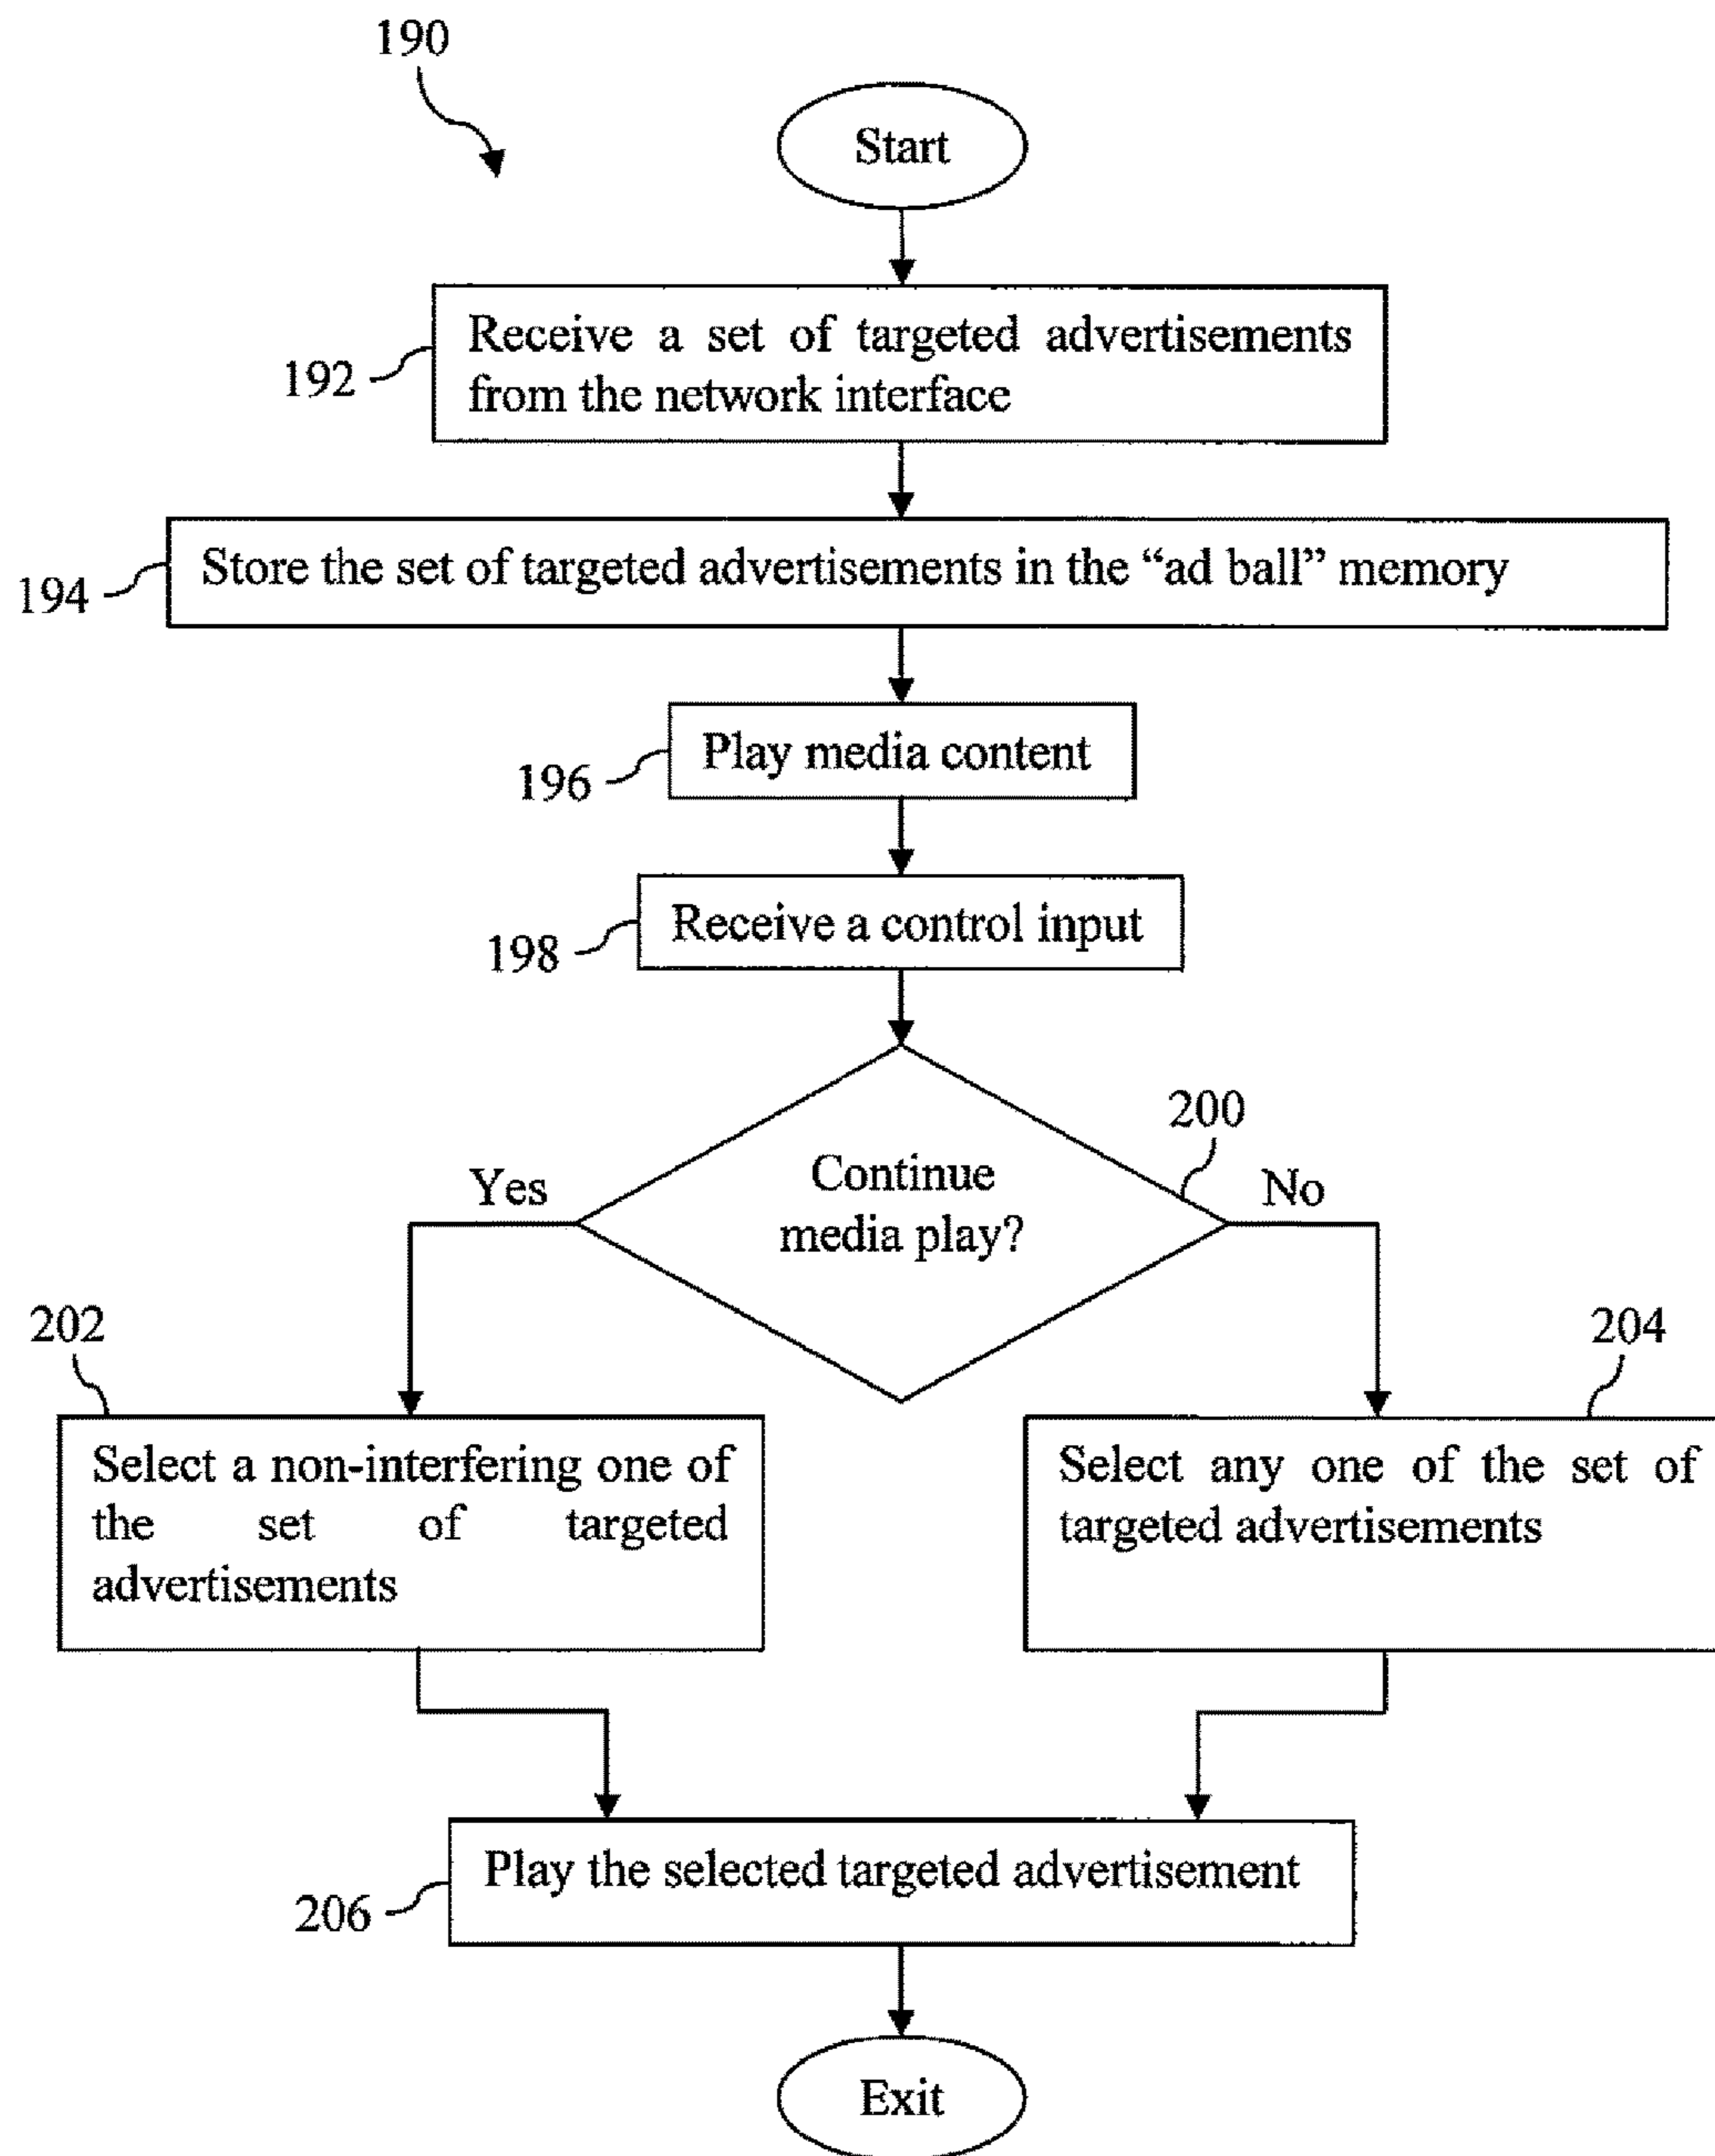 190
Start
Receive a set of targeted advertisements
from the network interface
192
Store the set of targeted advertisements in the “ad ball” memory
194
Play media content
196
Receive a control input
198
200
Continue
media play?
Yes
No
202
204
Select a non-interfering one of
the set of targeted
advertisements
Select any one of the set of
targeted advertisements
Play the selected targeted advertisement
206
Exit